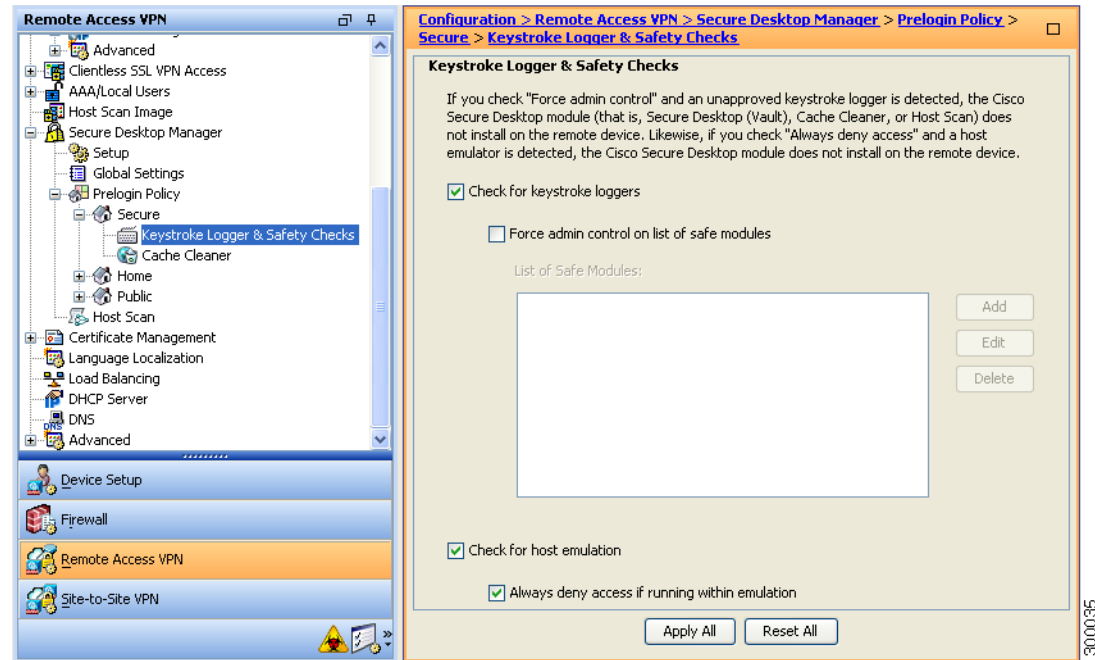 Remote Access VPN
Advanced
Clientless SSL VPN Access
AAA/Local Users
Host Scan Image
Secure Desktop Manager
Setup
Global Settings
Prelogin Policy
Secure
Keystroke Logger & Safety Checks
Cache Cleaner
Home
Public
Host Scan
Certificate Management
Language Localization
Load Balancing
DHCP Server
DNS
DNS
Advanced
Device Setup
Firewall
Remote Access VPN
Site-to-Site VPN
Configuration > Remote Access VPN > Secure Desktop Manager > Prelogin Policy >
Secure > Keystroke Logger & Safety Checks
Keystroke Logger & Safety Checks
If you check "Force admin control" and an unapproved keystroke logger is detected, the Cisco
Secure Desktop module (that is, Secure Desktop (Vault), Cache Cleaner, or Host Scan) does
not install on the remote device. Likewise, if you check "Always deny access" and a host
emulator is detected, the Cisco Secure Desktop module does not install on the remote device.
Check for keystroke loggers
Force admin control on list of safe modules
List of Safe Modules:
Add
Edit
Delete
Check for host emulation
Always deny access if running within emulation
Apply All
Reset All
300035